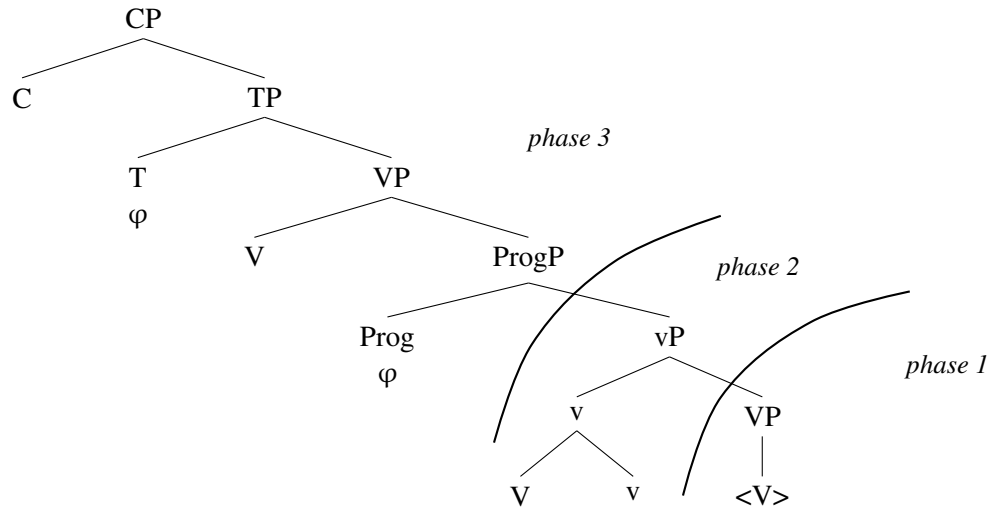 CP
C TP
phase 3
T VP
φ
V ProgP
phase 2
Prog vP
φ
phase 1
v VP
V v <V>